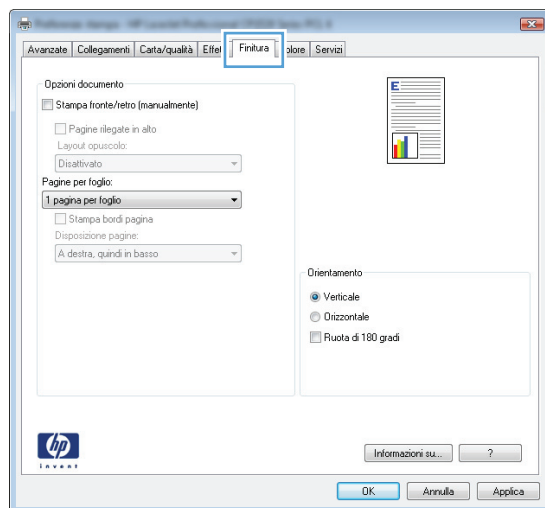 Avanzate Collegamenti Carta/qualità Effet Finitura olore Servizi
Opzioni documento
Stampa fronte/retro (manualmente)
Pagine rilegate in alto
Layout opuscolo:
Disattivato
Pagine per foglio:
1 pagina per foglio
Stampa bordi pagina
Disposizione pagine:
A destra, quindi in basso
E
Orientamento
Verticale
Orizzontale
Ruota di 180 gradi
hp
invent
Informazioni su... ?
OK Annulla Applica